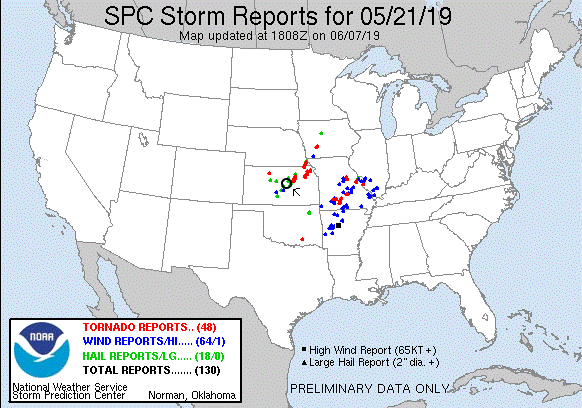 SPC Storm Reports for 05/21/19
Map updated at 1808Z on 06/07/19
NOAA
TORNADO REPORTS.. (48)
WIND REPORTS/HI..... (64/1)
HAIL REPORTS/LG..... (18/0)
TOTAL REPORTS....... (130)
National Weather Service
Storm Prediction Center Norman, Oklahoma
High Wind Report (65KT +)
Large Hail Report (2" dia. +)
PRELIMINARY DATA ONLY